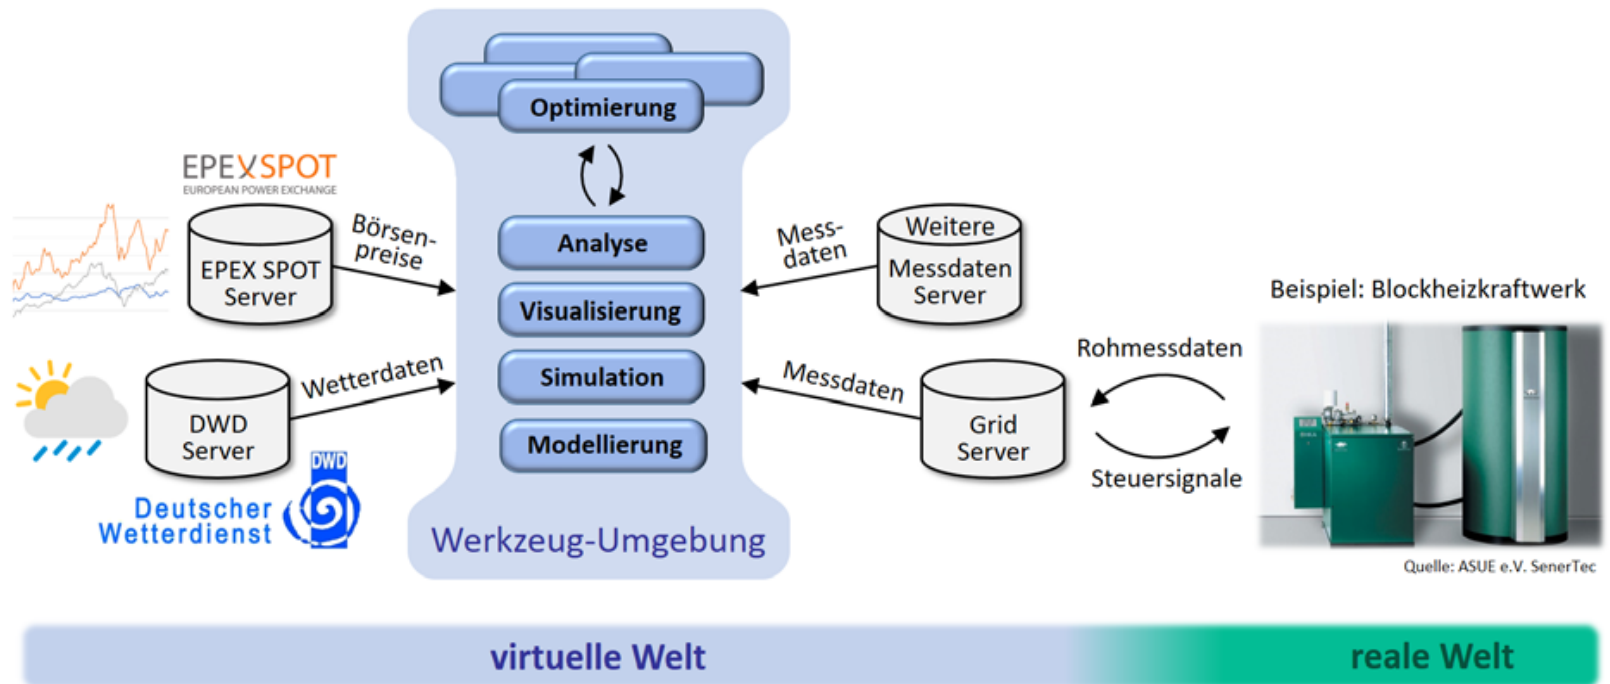 Optimierung
EPEXSPOT
EUROPEAN POWER EXCHANGE
Börsen-
preise
EPEX SPOT
Server
Analyse
Visualisierung
Simulation
Modellierung
Mess-
daten
Weitere
Messdaten
Server
Beispiel: Blockheizkraftwerk
Wetterdaten
DWD
Server
DWD
Deutscher
Wetterdienst
Messdaten
Grid
Server
Rohmessdaten
Steuersignale
Werkzeug-Umgebung
Quelle: ASUE e.V. SenerTec
virtuelle Welt
reale Welt